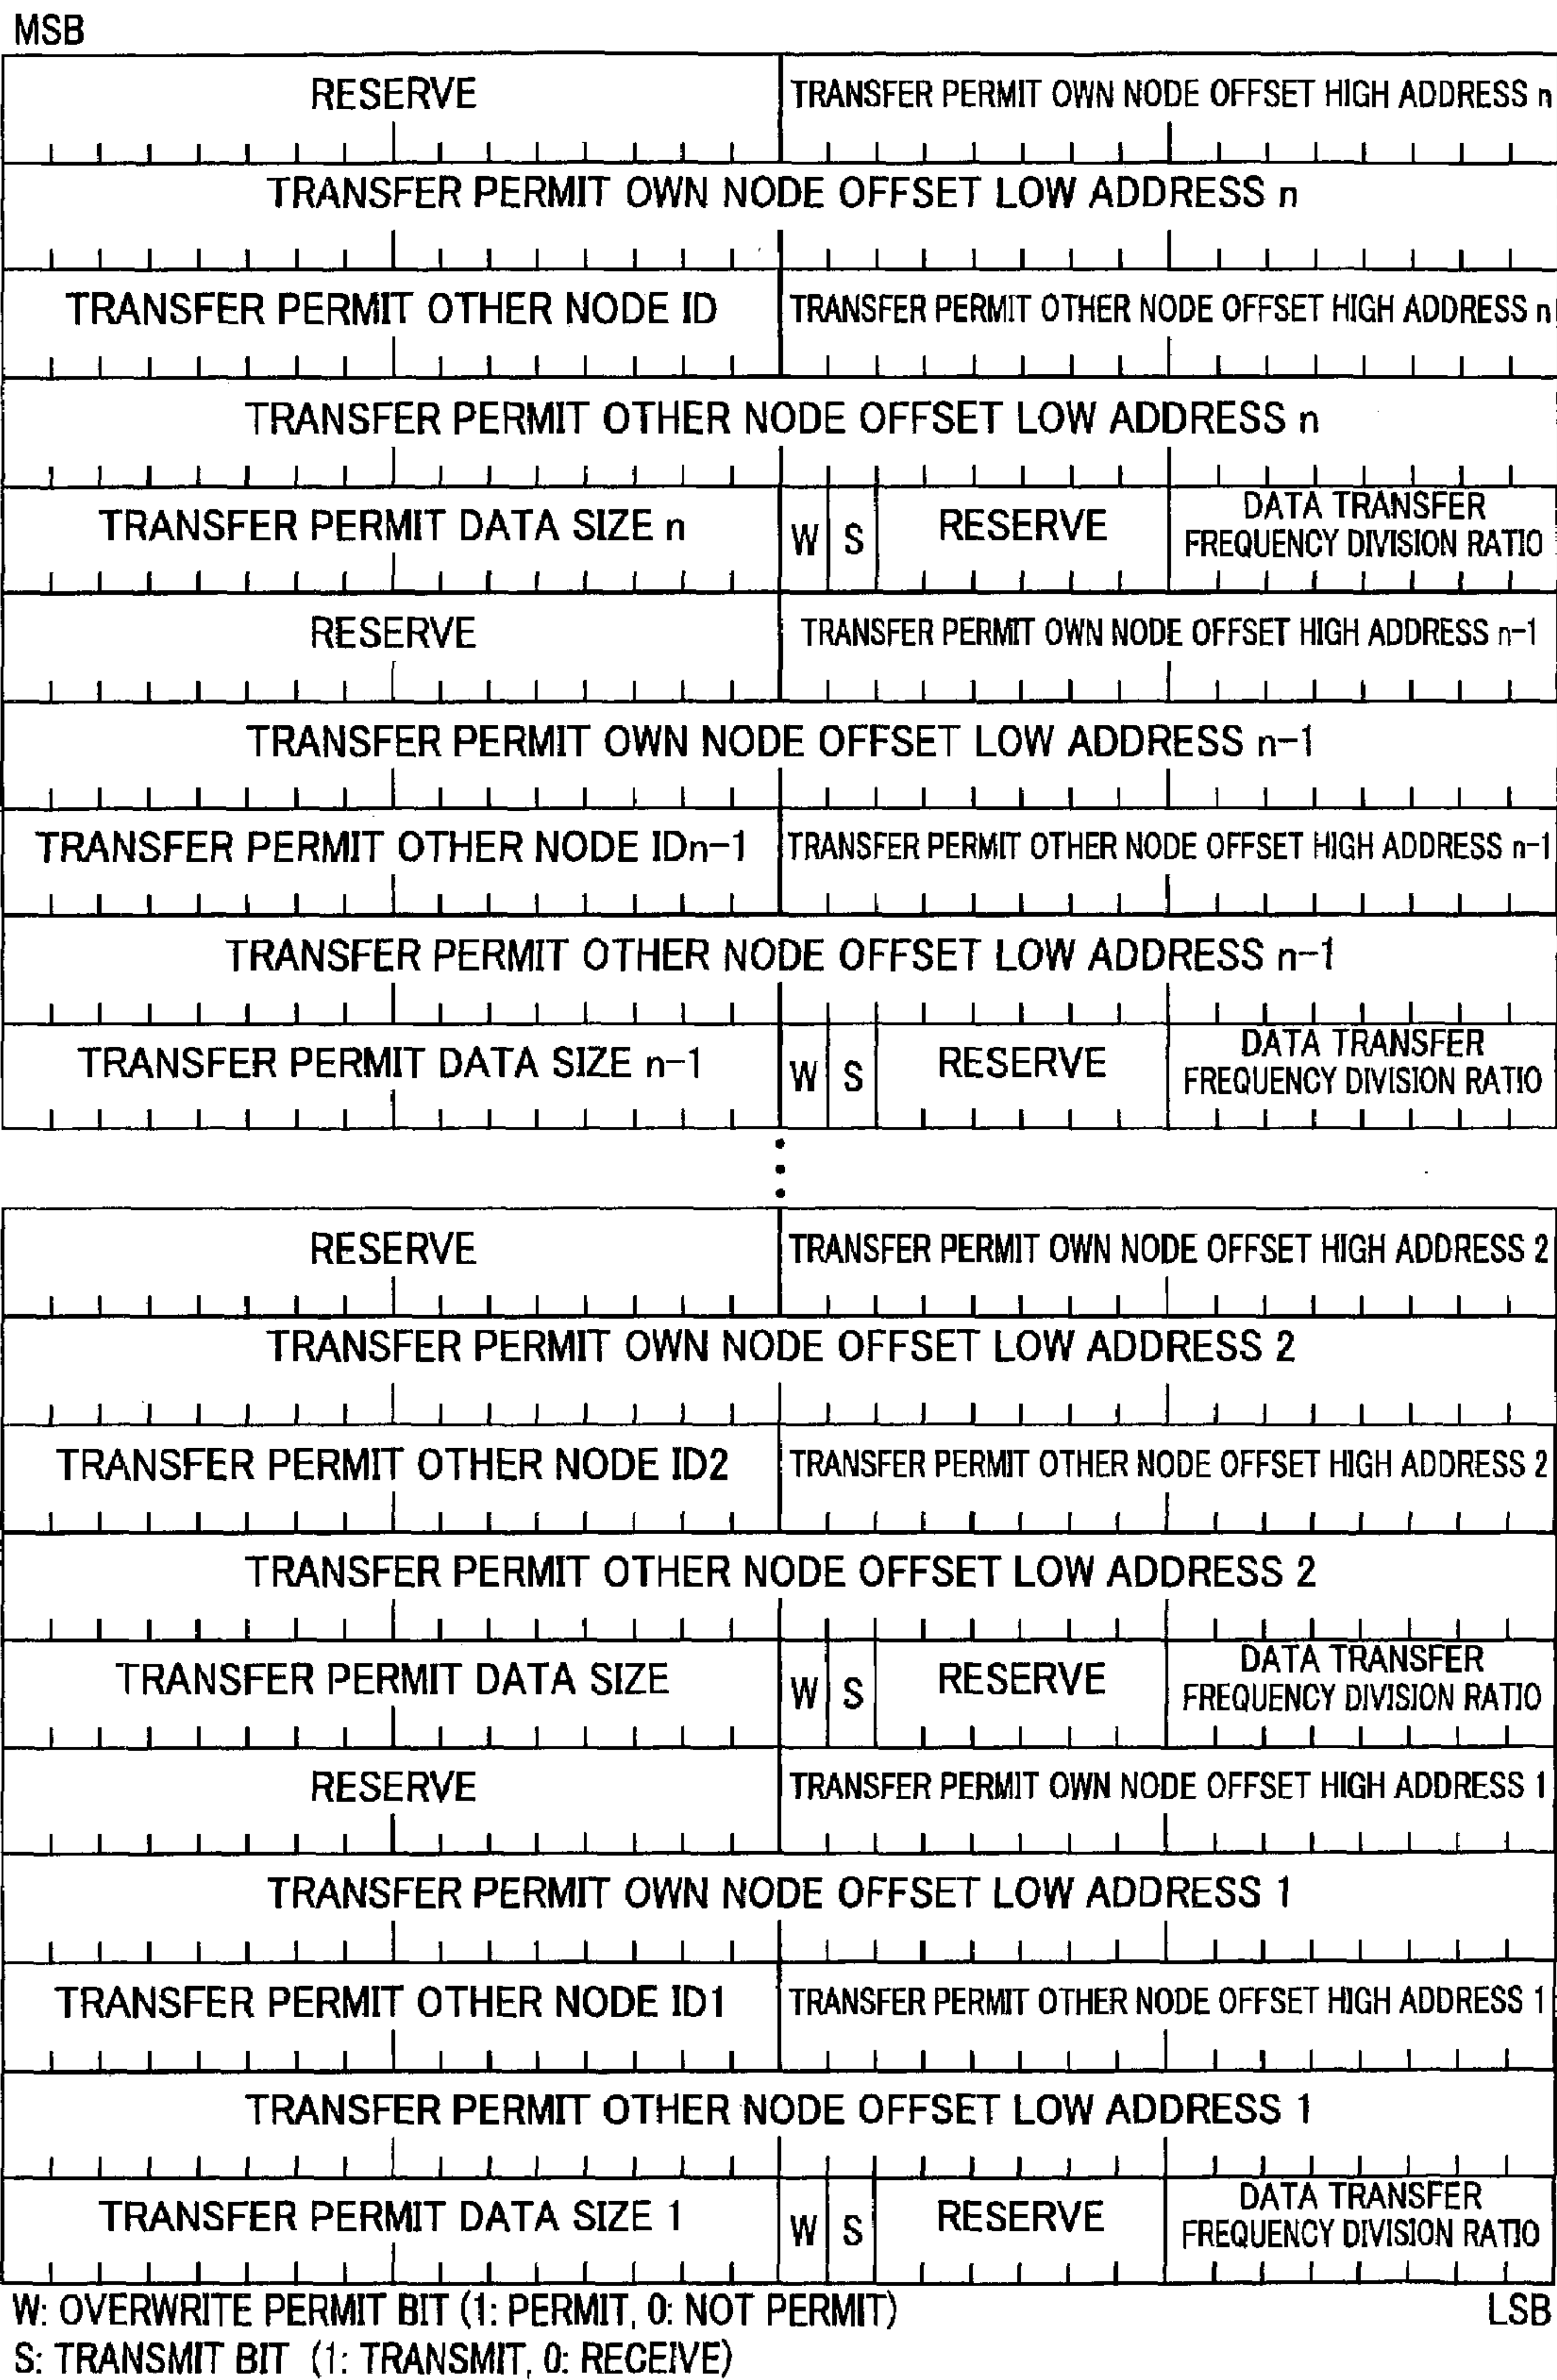 MSB
RESERVE
TRANSFER PERMIT OWN NODE OFFSET HIGH ADDRESS n
TRANSFER PERMIT OWN NODE OFFSET LOW ADDRESS n
TRANSFER PERMIT OTHER NODE ID
TRANSFER PERMIT OTHER NODE OFFSET HIGH ADDRESS n
TRANSFER PERMIT OTHER NODE OFFSET LOW ADDRESS n
TRANSFER PERMIT DATA SIZE n
W
S
RESERVE
DATA TRANSFER
FREQUENCY DIVISION RATIO
RESERVE
TRANSFER PERMIT OWN NODE OFFSET HIGH ADDRESS n-1
TRANSFER PERMIT OWN NODE OFFSET LOW ADDRESS n-1
TRANSFER PERMIT OTHER NODE IDn-1
TRANSFER PERMIT OTHER NODE OFFSET HIGH ADDRESS n-1
TRANSFER PERMIT OTHER NODE OFFSET LOW ADDRESS n-1
TRANSFER PERMIT DATA SIZE n-1
W
S
RESERVE
DATA TRANSFER
FREQUENCY DIVISION RATIO
RESERVE
TRANSFER PERMIT OWN NODE OFFSET HIGH ADDRESS 2
TRANSFER PERMIT OWN NODE OFFSET LOW ADDRESS 2
TRANSFER PERMIT OTHER NODE ID2
TRANSFER PERMIT OTHER NODE OFFSET HIGH ADDRESS 2
TRANSFER PERMIT OTHER NODE OFFSET LOW ADDRESS 2
TRANSFER PERMIT DATA SIZE
W
S
RESERVE
DATA TRANSFER
FREQUENCY DIVISION RATIO
RESERVE
TRANSFER PERMIT OWN NODE OFFSET HIGH ADDRESS 1
TRANSFER PERMIT OWN NODE OFFSET LOW ADDRESS 1
TRANSFER PERMIT OTHER NODE ID1
TRANSFER PERMIT OTHER NODE OFFSET HIGH ADDRESS 1
TRANSFER PERMIT OTHER NODE OFFSET LOW ADDRESS 1
TRANSFER PERMIT DATA SIZE 1
W
S
RESERVE
DATA TRANSFER
FREQUENCY DIVISION RATIO
W: OVERWRITE PERMIT BIT (1: PERMIT, 0: NOT PERMIT)
LSB
S: TRANSMIT BIT (1: TRANSMIT, 0: RECEIVE)